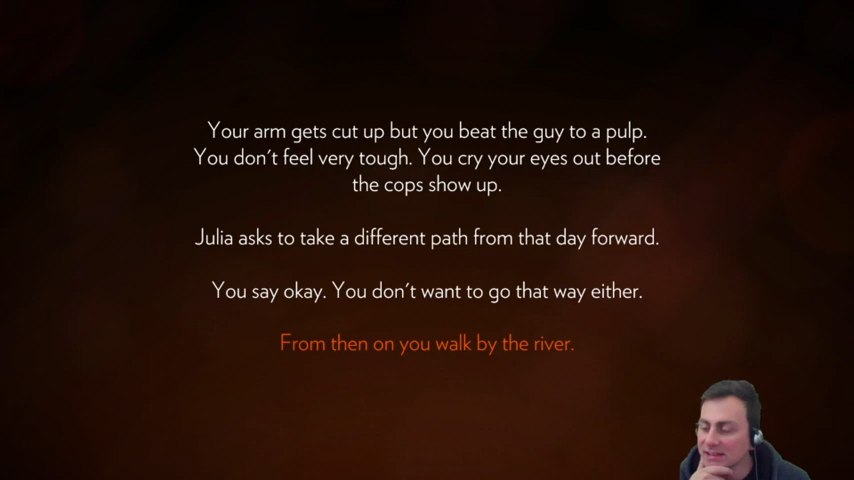 Your arm gets cut up but you beat the guy to a pulp.
You don't feel very tough. You cry your eyes out before
the cops show up.
Julia asks to take a different path from that day forward.
You say okay. You don't want to go that way either.
From then on you walk by the river.